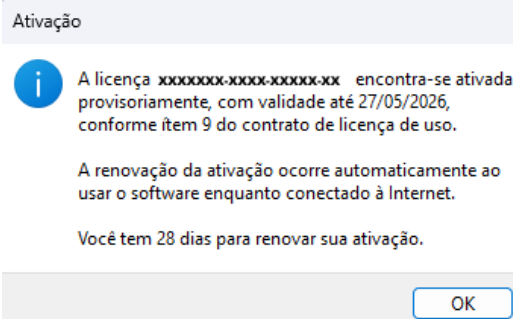 Ativação
A licença xxxxxxx-xxxx-xxxxx-xx encontra-se ativada
provisoriamente, com validade até 27/05/2026,
conforme ítem 9 do contrato de licença de uso.
A renovação da ativação ocorre automaticamente ao
usar o software enquanto conectado à Internet.
Você tem 28 dias para renovar sua ativação.
OK